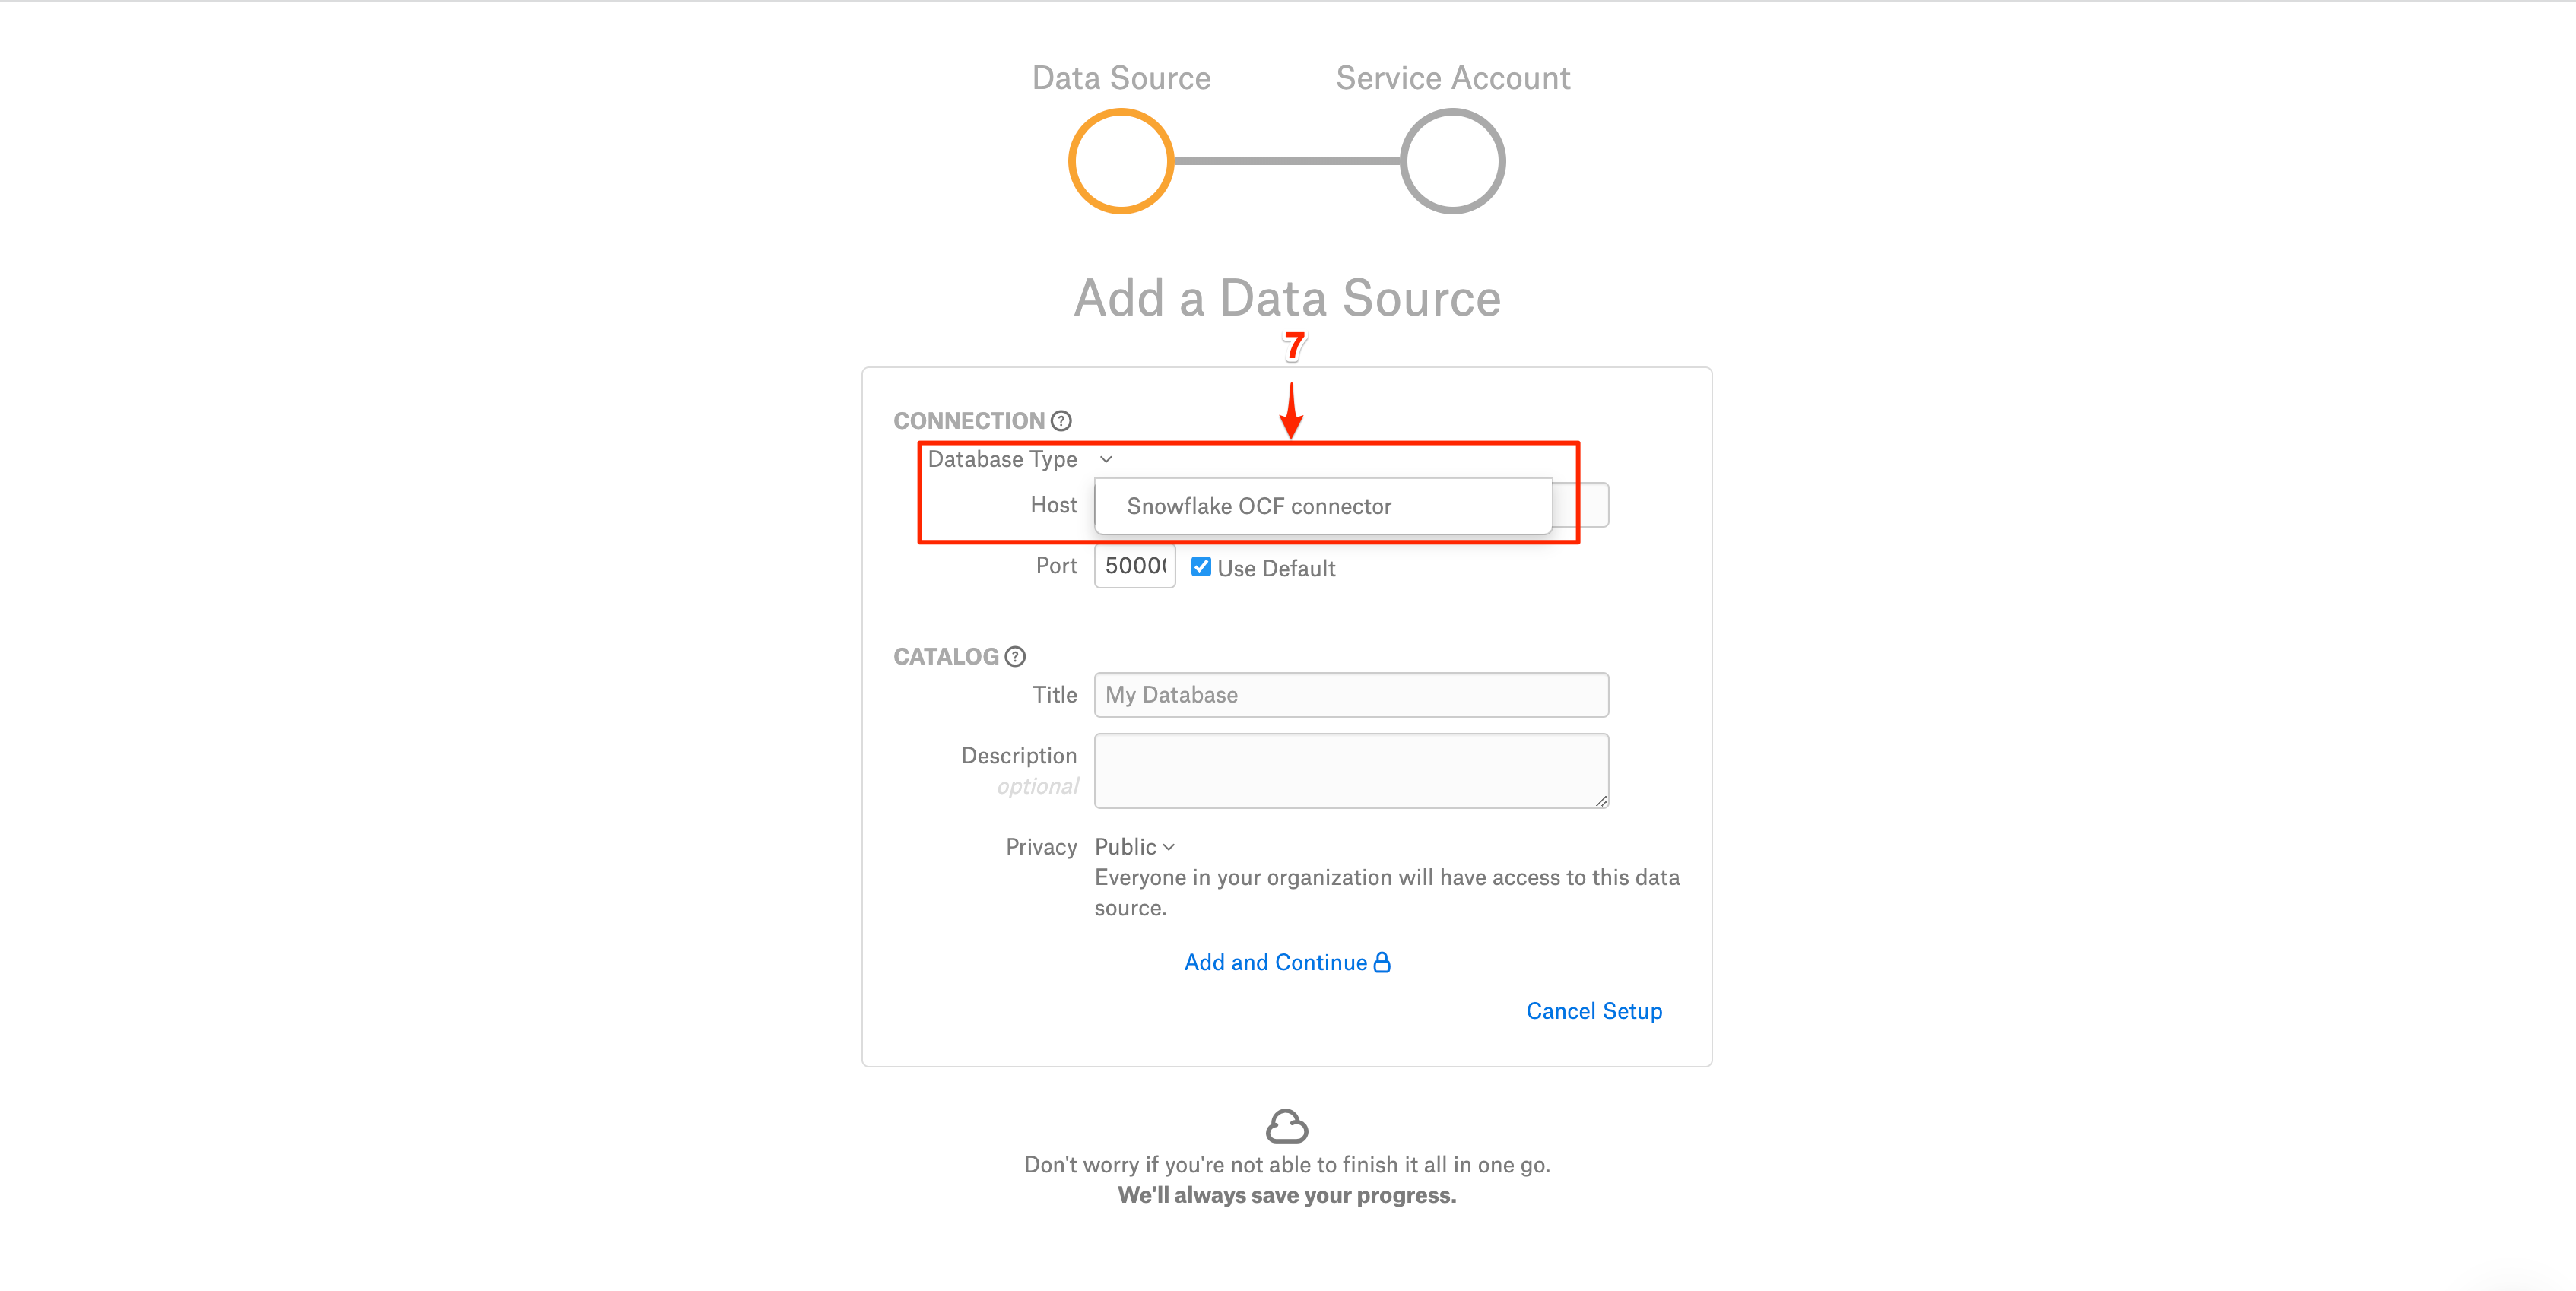 Data Source
Service Account
Add a Data Source
7
CONNECTION ?
Database Type
Host
Snowflake OCF connector
Port
5000
Use Default
CATALOG ?
Title
My Database
Description
optional
Privacy
Public
Everyone in your organization will have access to this data
source.
Add and Continue
Cancel Setup
Don't worry if you're not able to finish it all in one go.
We'll always save your progress.